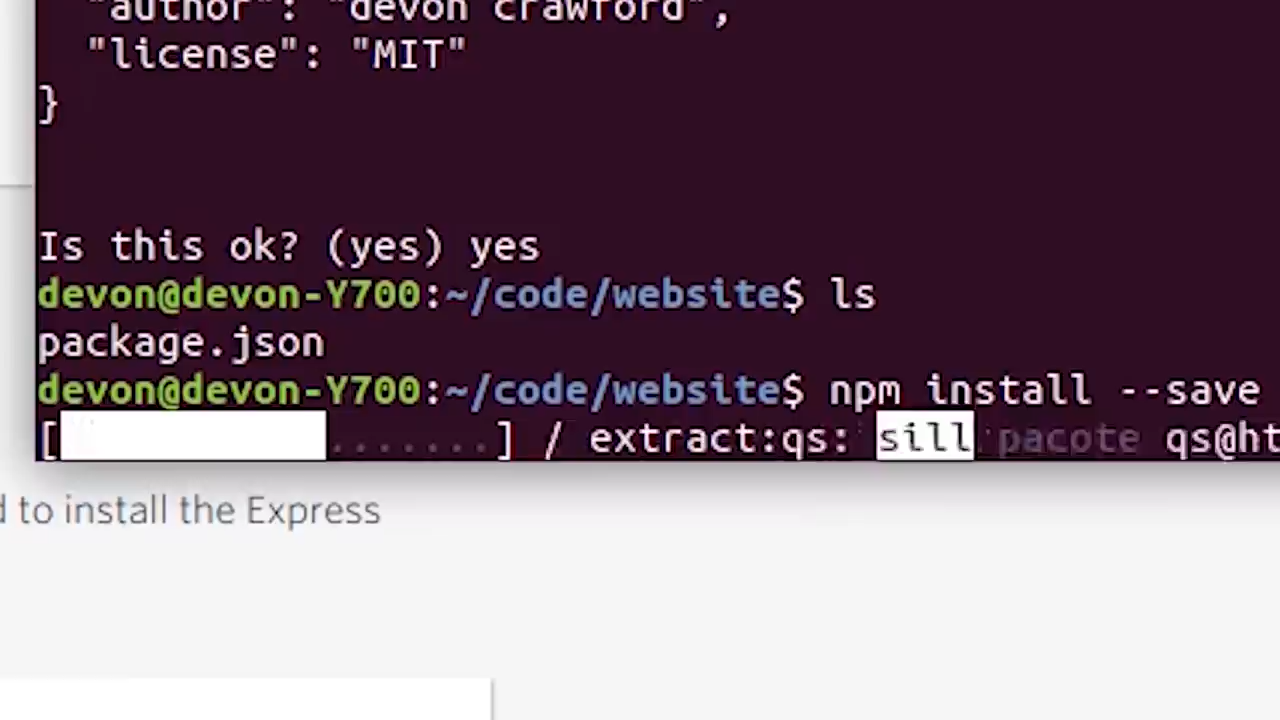 "author": "devon crawford",
"license": "MIT"
}
Is this ok? (yes) yes
devon@devon-Y700:~/code/website$ ls
package.json
devon@devon-Y700:~/code/website$ npm install --save
[.......] / extract:qs: sill pacote qs@ht
to install the Express